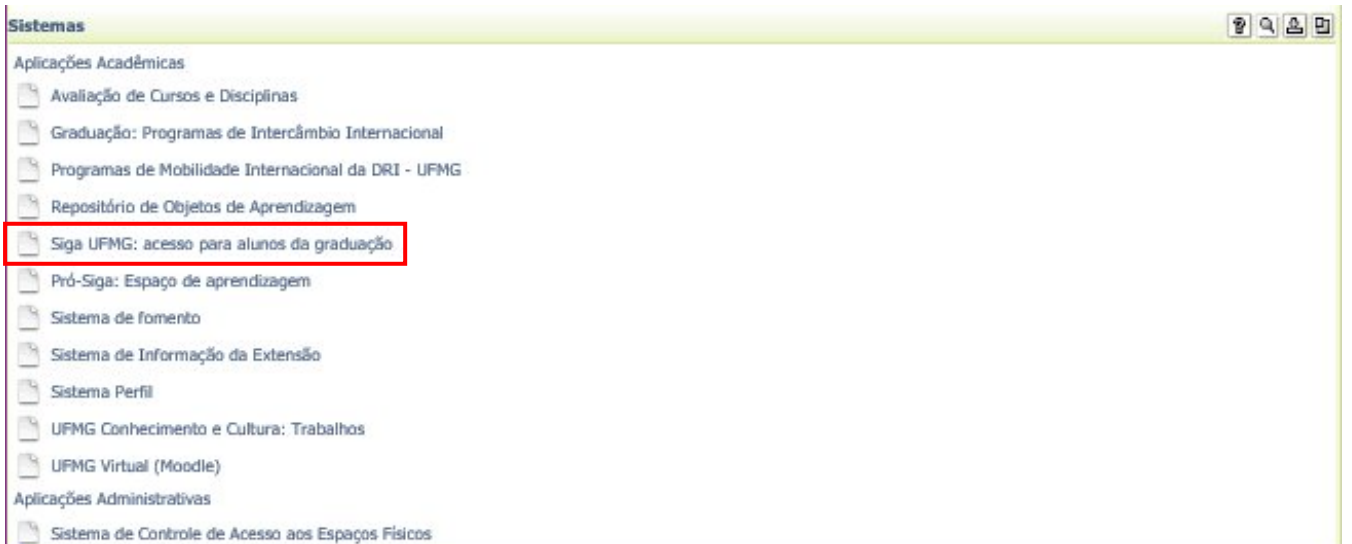 Sistemas
Aplicações Acadêmicas
Avaliação de Cursos e Disciplinas
Graduação: Programas de Intercâmbio Internacional
Programas de Mobilidade Internacional da DRI - UFMG
Repositório de Objetos de Aprendizagem
Siga UFMG: acesso para alunos da graduação
Pró-Siga: Espaço de aprendizagem
Sistema de fomento
Sistema de Informação da Extensão
Sistema Perfil
UFMG Conhecimento e Cultura: Trabalhos
UFMG Virtual (Moodle)
Aplicações Administrativas
Sistema de Controle de Acesso aos Espaços Físicos